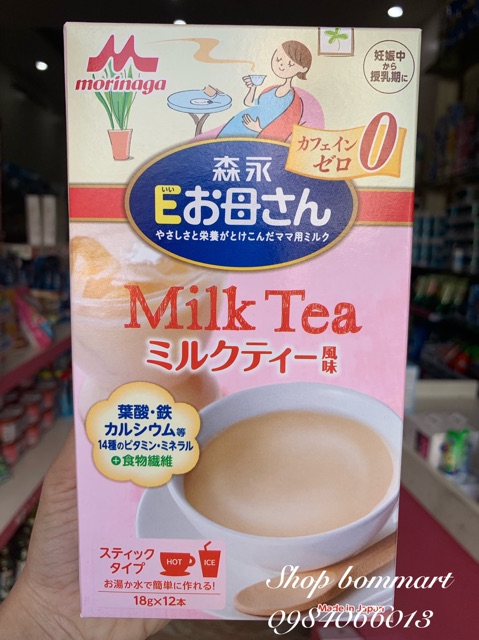 morinaga
妊娠中
から
授乳期に
カフェイン
ゼロ
0
森永
いい
Eお母さん
やさしさと栄養がとけこんだママ用ミルク
Milk Tea
ミルクティー風味
葉酸・鉄
カルシウム等
14種のビタミン・ミネラル
+食物繊維
スティック
タイプ
HOT
ICE
お湯か水で簡単に作れる!
18g×12本
Shop bommart
Made in Japan
0984066013